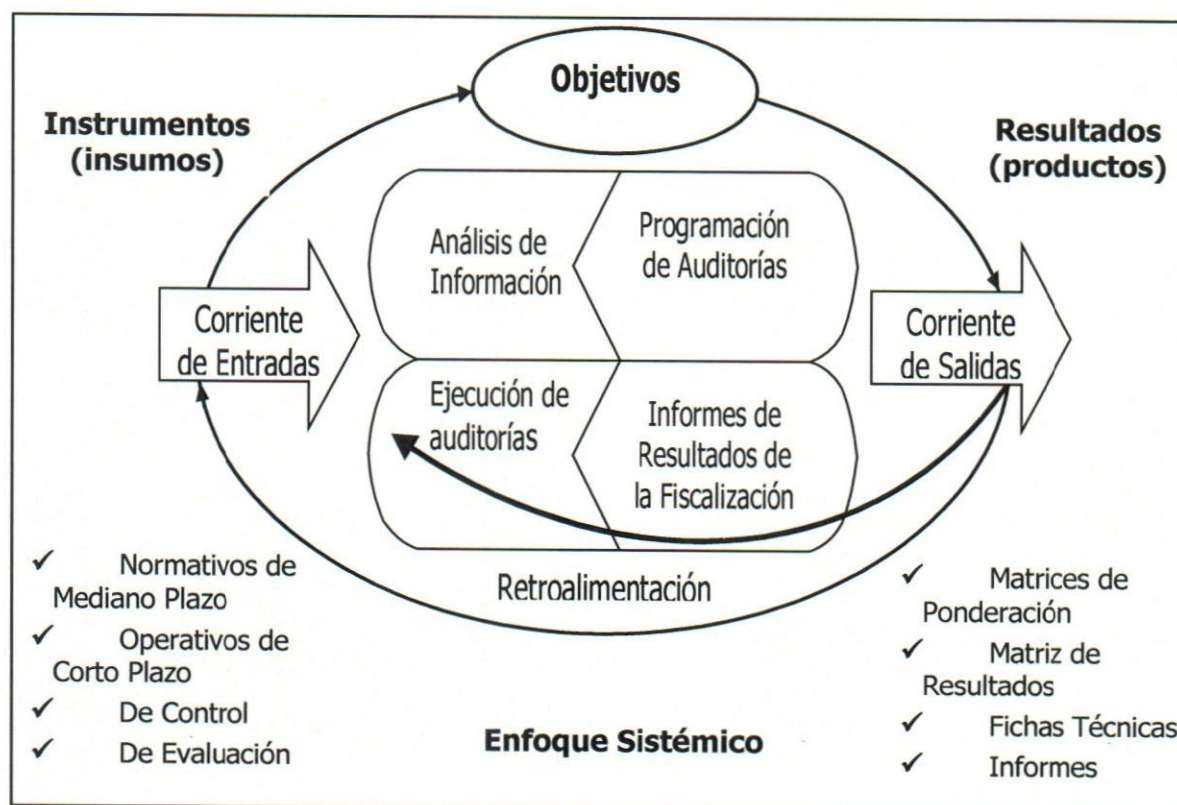 Objetivos
Instrumentos
(insumos)
Resultados
(productos)
Análisis de
Información
Programación
de Auditorías
Corriente
de Entradas
Corriente
de Salidas
Ejecución de
auditorías
Informes de
Resultados de
la Fiscalización
Retroalimentación
✓ Normativos de
Mediano Plazo
✓ Operativos de
Corto Plazo
✓ De Control
✓ De Evaluación
✓ Matrices de
Ponderación
✓ Matriz de
Resultados
✓ Fichas Técnicas
✓ Informes
Enfoque Sistémico